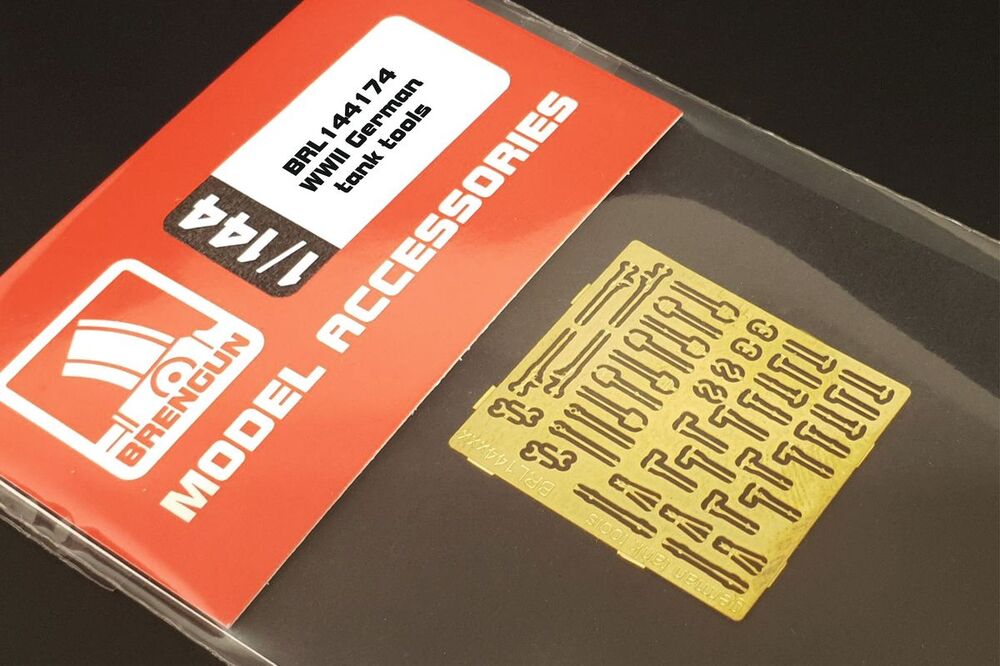 BRL144174
WWII German
tank tools
1/144
MODEL ACCESSORIES
BRENGUN
BRL144xxx
german tank tools